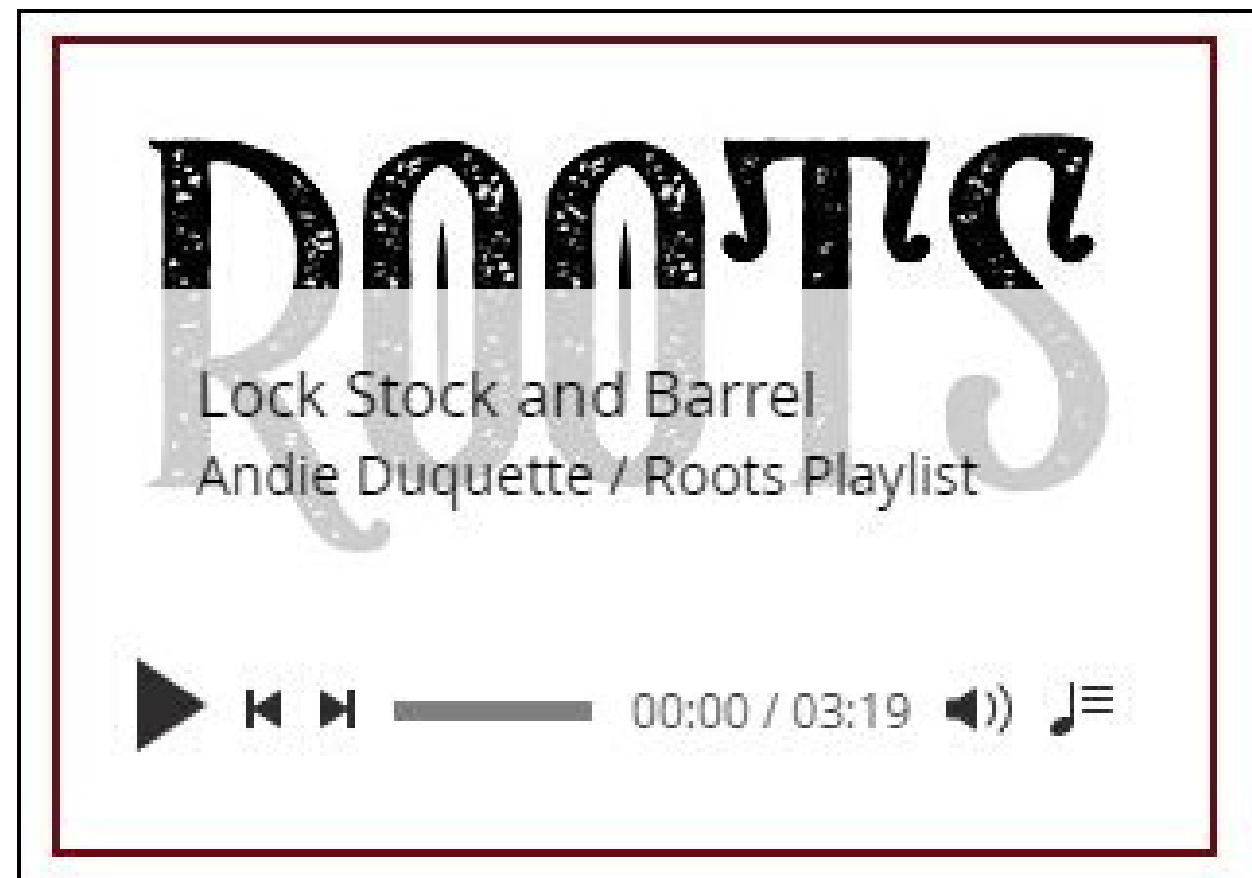 ROOTS
Lock Stock and Barrel
Andie Duquette / Roots Playlist
00:00 / 03:19